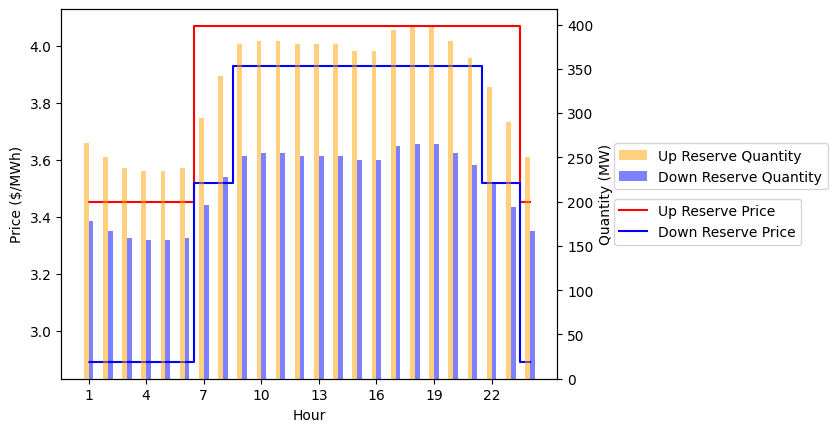 4.0
3.8
3.6
3.4
3.2
3.0
Price ($/MWh)
1 4 7 10 13 16 19 22
Hour
400
350
300
250
200
150
100
50
0
Quantity (MW)
Up Reserve Quantity
Down Reserve Quantity
Up Reserve Price
Down Reserve Price